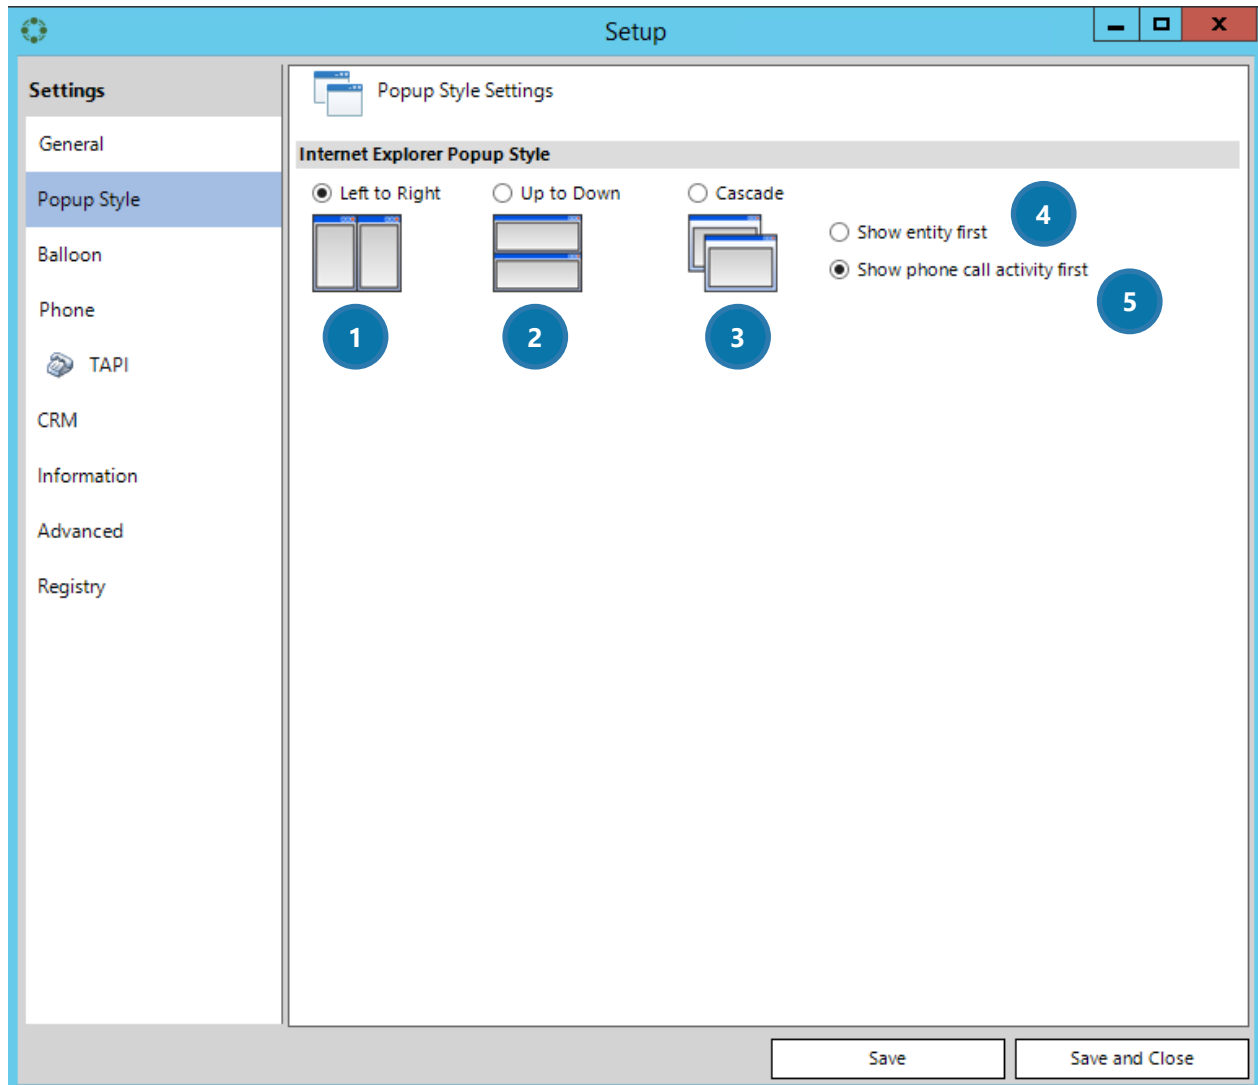 Setup
X
Settings
General
Popup Style
Balloon
Phone
TAPI
CRM
Information
Advanced
Registry
Popup Style Settings
Internet Explorer Popup Style
Left to Right
Up to Down
Cascade
Show entity first
Show phone call activity first
1
2
3
4
5
Save
Save and Close